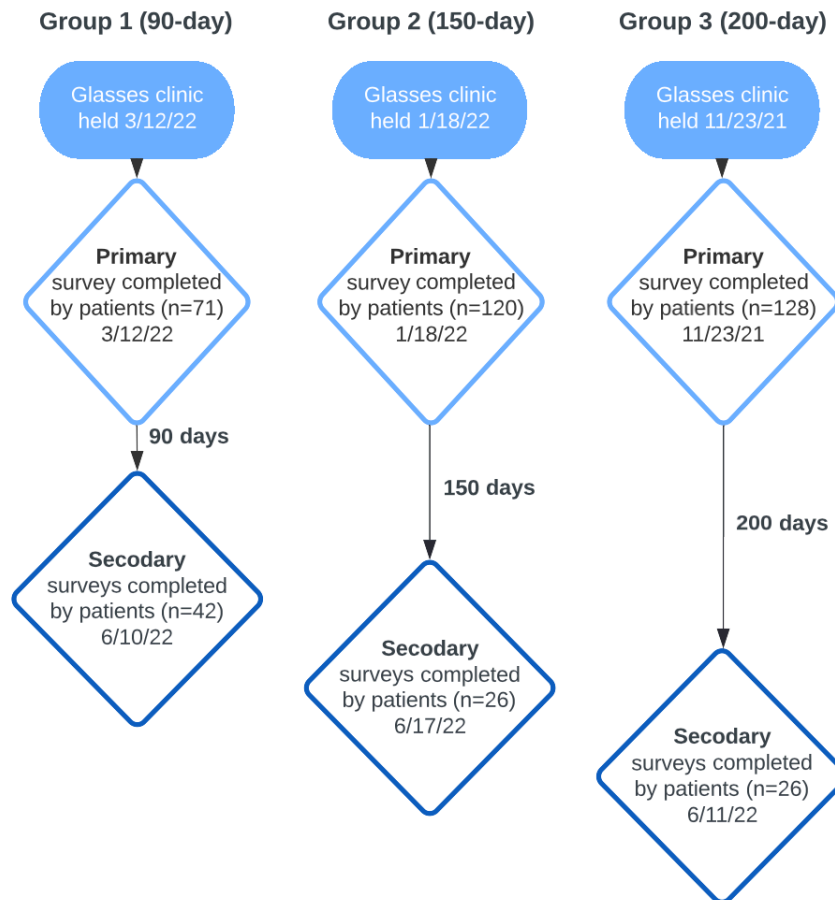 Group 1 (90-day)
Glasses clinic
held 3/12/22
Primary
survey completed
by patients (n=71)
3/12/22
90 days
Secodary
surveys completed
by patients (n=42)
6/10/22
Group 2 (150-day)
Glasses clinic
held 1/18/22
Primary
survey completed
by patients (n=120)
1/18/22
150 days
Secodary
surveys completed
by patients (n=26)
6/17/22
Group 3 (200-day)
Glasses clinic
held 11/23/21
Primary
survey completed
by patients (n=128)
11/23/21
200 days
Secodary
surveys completed
by patients (n=26)
6/11/22